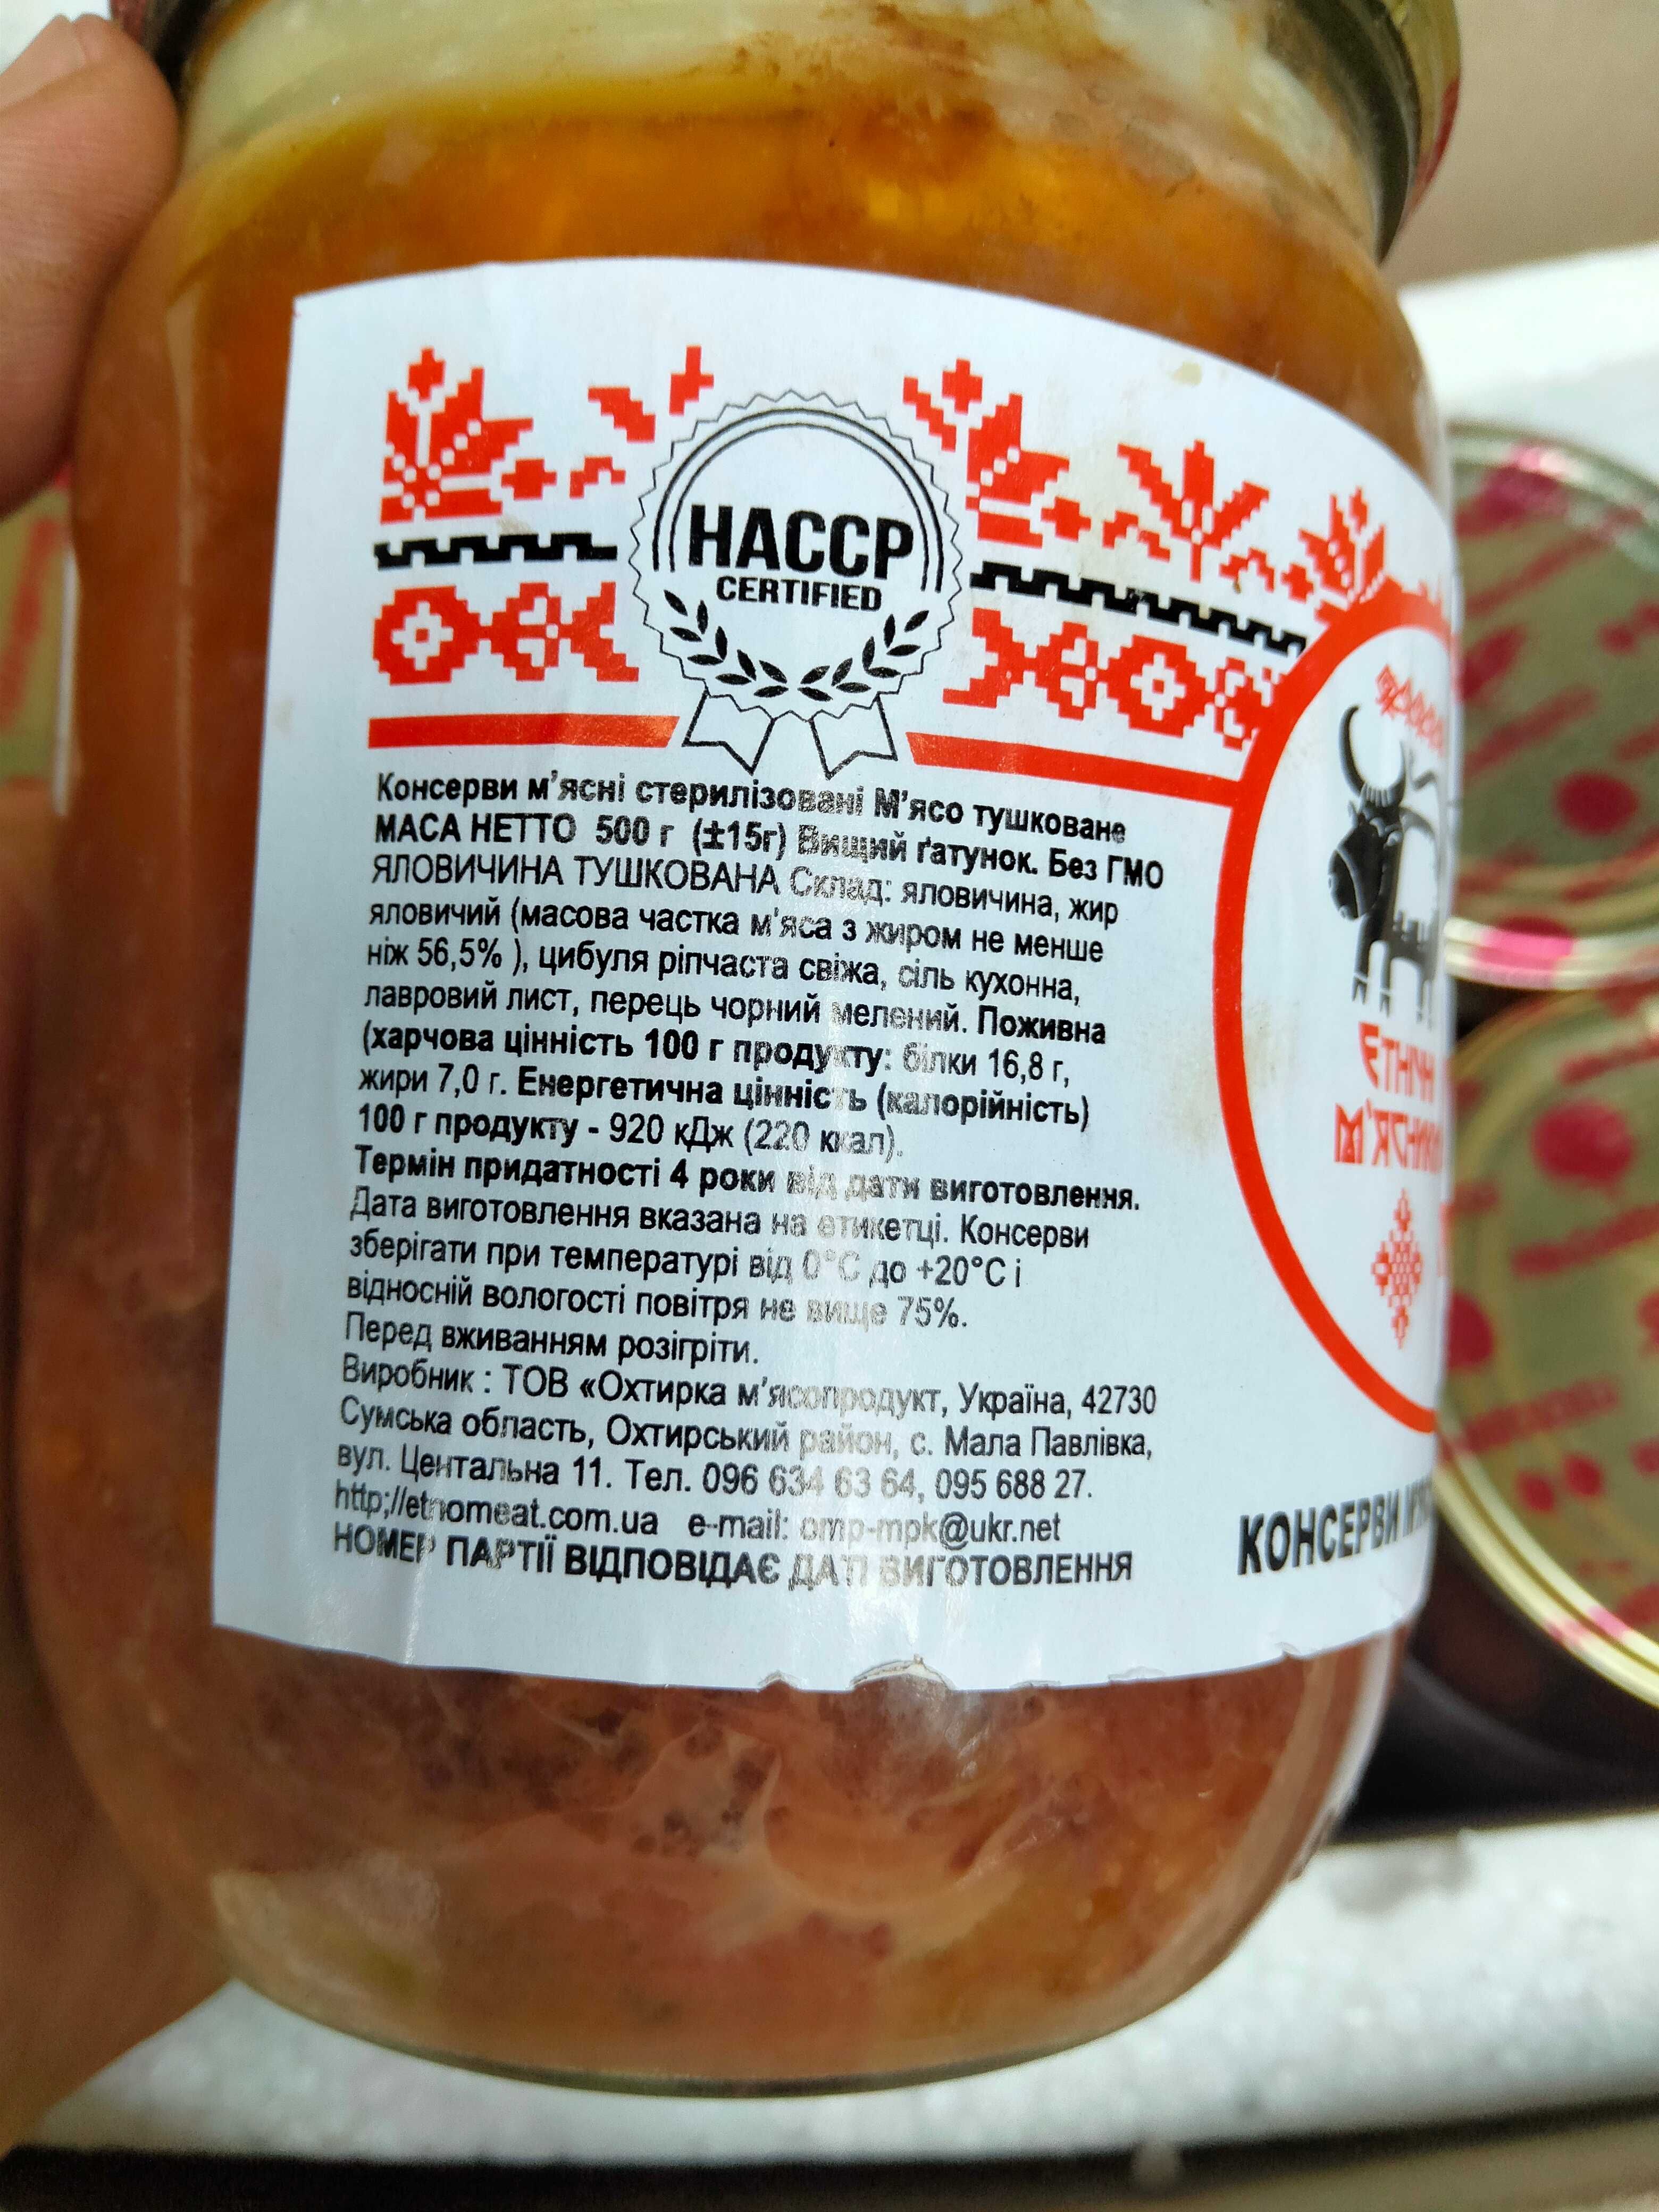 HACCP
CERTIFIED
Консерви м'ясні стерилізовані М'ясо тушковане
МАСА НЕТТО 500 г (±15г) Вищий ґатунок. Без ГМО
ЯЛОВИЧИНА ТУШКОВАНА Склад: яловичина, жир
яловичий (масова частка м'яса з жиром не менше
ніж 56,5% ), цибуля ріпчаста свіжа, сіль кухонна,
лавровий лист, перець чорний мелений. Поживна
(харчова цінність 100 г продукту: білки 16,8 г,
жири 7,0 г. Енергетична цінність (калорійність)
100 г продукту - 920 кДж (220 ккал).
Термін придатності 4 роки від дати виготовлення.
Дата виготовлення вказана на етикетці. Консерви
зберігати при температурі від 0°С до +20°С і
відносній вологості повітря не вище 75%.
Перед вживанням розігріти.
Виробник : ТОВ «Охтирка м'ясопродукт, Україна, 42730
Сумська область, Охтирський район, с. Мала Павлівка,
вул. Центальна 11. Тел. 096 634 63 64, 095 688 27.
http;//etnomeat.com.ua e-mail: omp-mpk@ukr.net
НОМЕР ПАРТІЇ ВІДПОВІДАЄ ДАТІ ВИГОТОВЛЕННЯ
КОНСЕРВИ